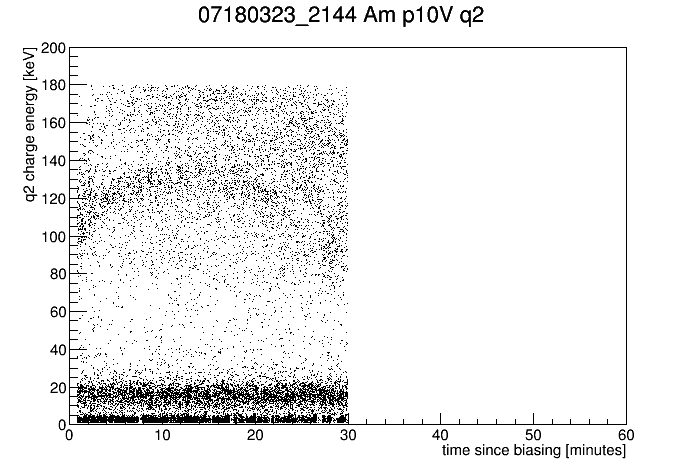 07180323_2144 Am p10V q2
q2 charge energy [keV]
200
180
160
140
120
100
80
60
40
20
0
0 10 20 30 40 50 60
time since biasing [minutes]